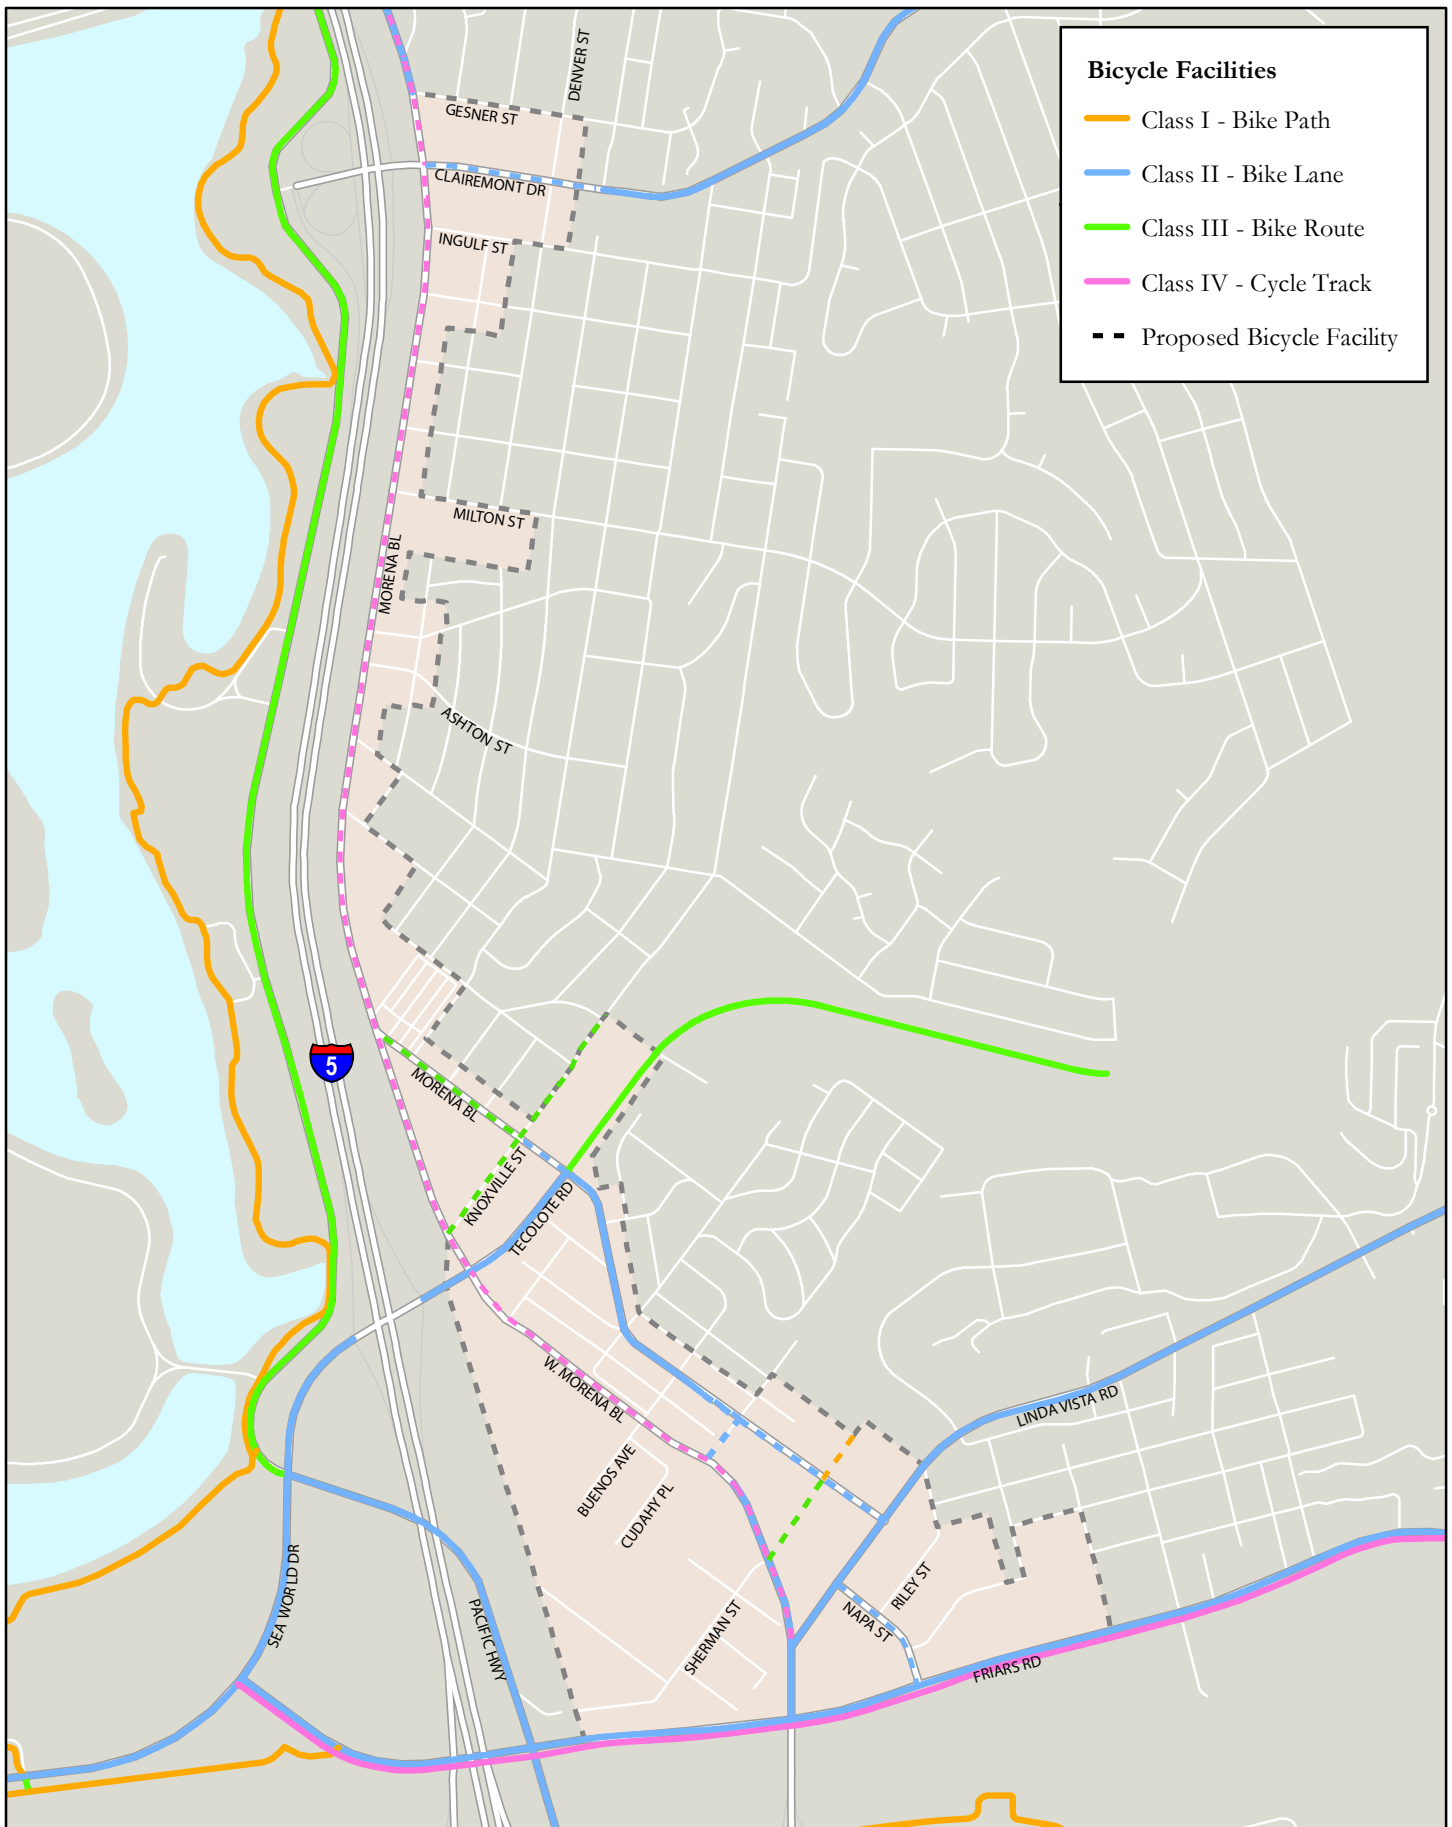 DENVER ST
Bicycle Facilities
Class I - Bike Path
Class II - Bike Lane
Class III - Bike Route
Class IV - Cycle Track
Proposed Bicycle Facility
GESNER ST
CLAIREMONT DR
INGULF ST
MILTON ST
MORENA BL
ASHTON ST
5
MORENA BL
KNOXVILLE ST
TECOLOTE RD
W. MORENA BL
LINDA VISTA RD
BUENOS AVE
CUDAHY PL
SEA WORLD DR
PACIFIC HWY
SHERMAN ST
NAPA ST
RILEY ST
FRIARS RD